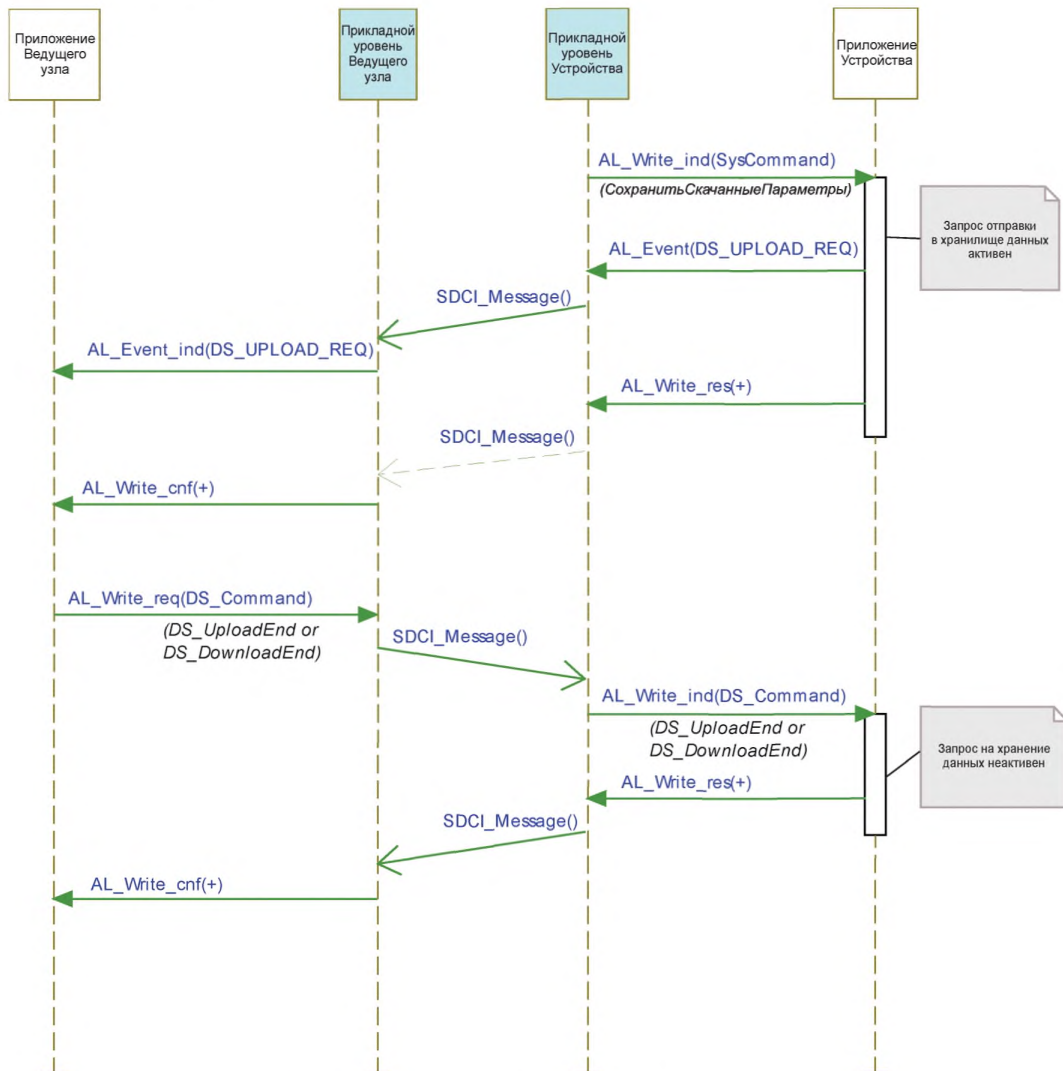 Приложение
Ведущего
узла
Прикладной
уровень
Ведущего
узла
Прикладной
уровень
Устройства
Приложение
Устройства
AL_Write_ind(SysCommand)
(СохранитьСкачанныеПараметры)
Запрос отправки
в хранилище данных
активен
AL_Event(DS_UPLOAD_REQ)
SDCI_Message()
AL_Event_ind(DS_UPLOAD_REQ)
AL_Write_res(+)
SDCI_Message()
AL_Write_cnf(+)
AL_Write_req(DS_Command)
(DS_UploadEnd or
DS_DownloadEnd)
SDCI_Message()
AL_Write_ind(DS_Command)
(DS_UploadEnd or
DS_DownloadEnd)
Запрос на хранение
данных неактивен
AL_Write_res(+)
SDCI_Message()
AL_Write_cnf(+)